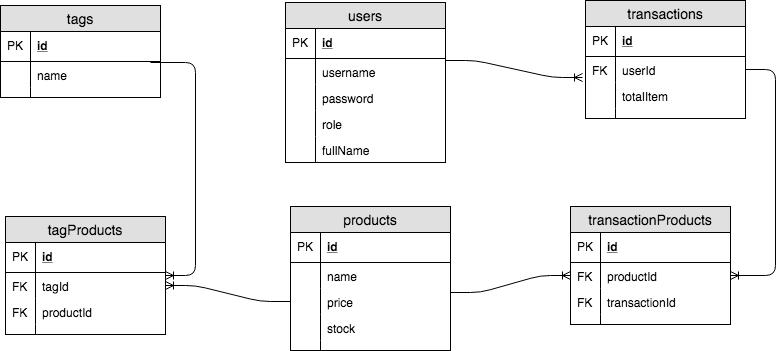 tags
PK id
name
users
PK id
username
password
role
fullName
transactions
PK id
FK userId
totalItem
tagProducts
PK id
FK tagId
FK productId
products
PK id
name
price
stock
transactionProducts
PK id
FK productId
FK transactionId